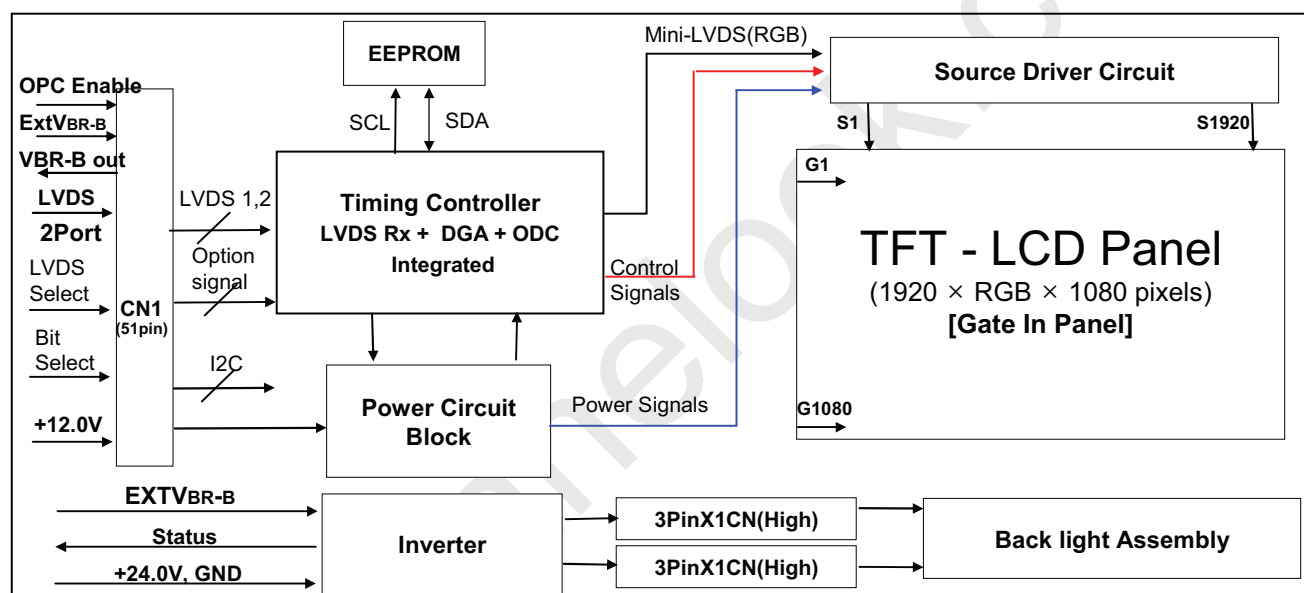 EEPROM
Mini-LVDS(RGB)
Source Driver Circuit
OPC Enable
ExtVBR-B
VBR-B out
LVDS
2Port
LVDS
Select
Bit
Select
+12.0V
CN1
(51pin)
LVDS 1,2
Option
signal
I2C
SCL
SDA
Timing Controller
LVDS Rx + DGA + ODC
Integrated
Control
Signals
Power Circuit
Block
Power Signals
S1
S1920
G1
TFT - LCD Panel
(1920 × RGB × 1080 pixels)
[Gate In Panel]
G1080
EXTVBR-B
Status
+24.0V, GND
Inverter
3PinX1CN(High)
3PinX1CN(High)
Back light Assembly